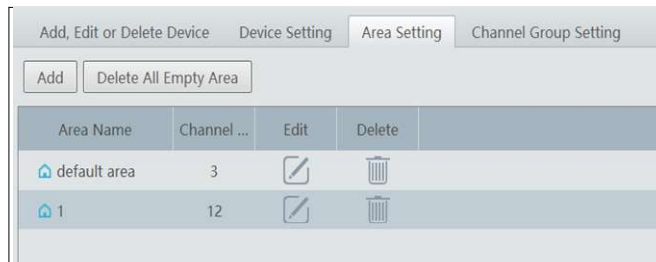 Add, Edit or Delete Device Device Setting Area Setting Channel Group Setting
Add Delete All Empty Area
Area Name Channel ... Edit Delete
default area 3
1 12